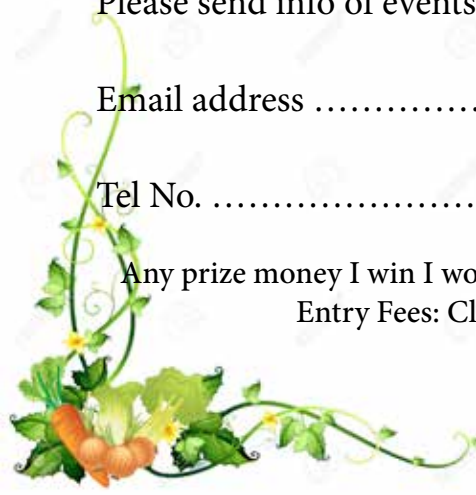 Please send info of events
Email address ................
Tel No. ..........................
Any prize money I win I wo
Entry Fees: Cl